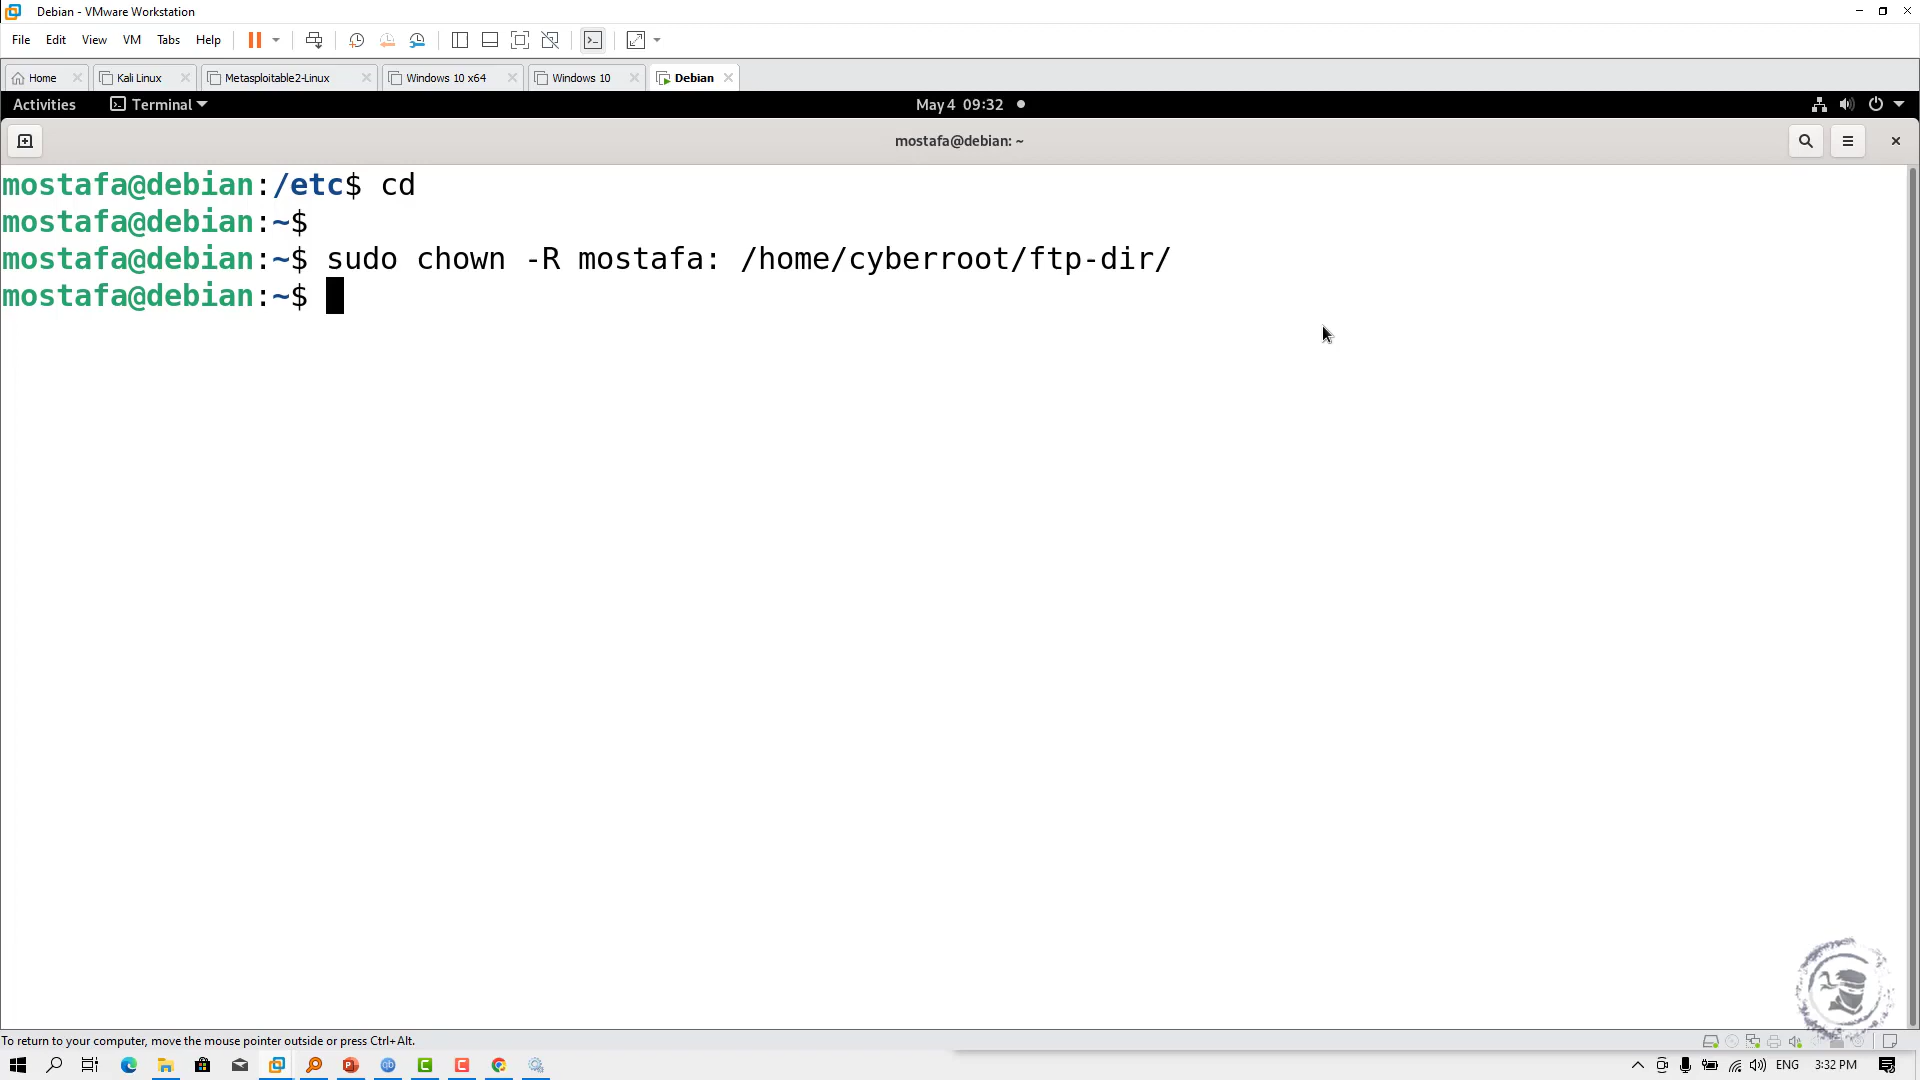 Debian - VMware Workstation
File Edit View VM Tabs Help
Home Kali Linux Metasploitable2-Linux Windows 10 x64 Windows 10 Debian
Activities Terminal May 4 09:32
mostafa@debian: ~
mostafa@debian:/etc$ cd
mostafa@debian:~$
mostafa@debian:~$ sudo chown -R mostafa: /home/cyberroot/ftp-dir/
mostafa@debian:~$
To return to your computer, move the mouse pointer outside or press Ctrl+Alt.
ENG 3:32 PM